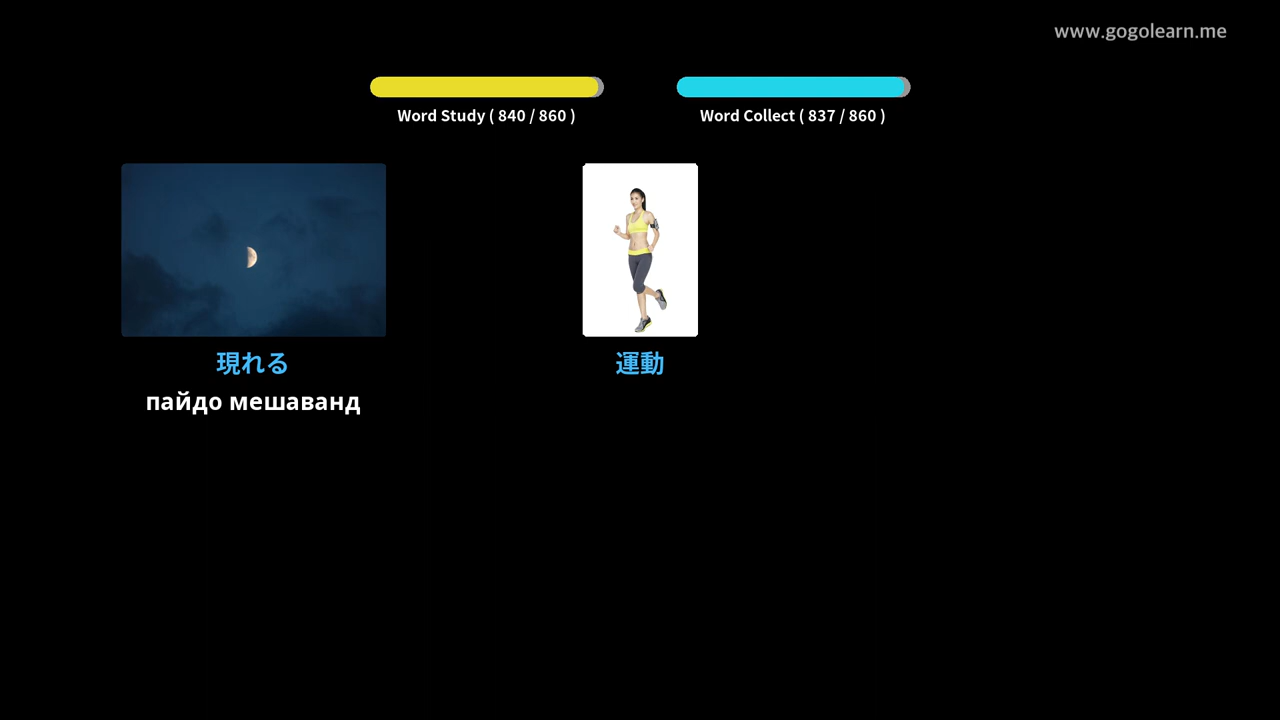 www.gogolearn.me
Word Study ( 840 / 860 )
Word Collect ( 837 / 860 )
現れる
運動
пайдо мешаванд